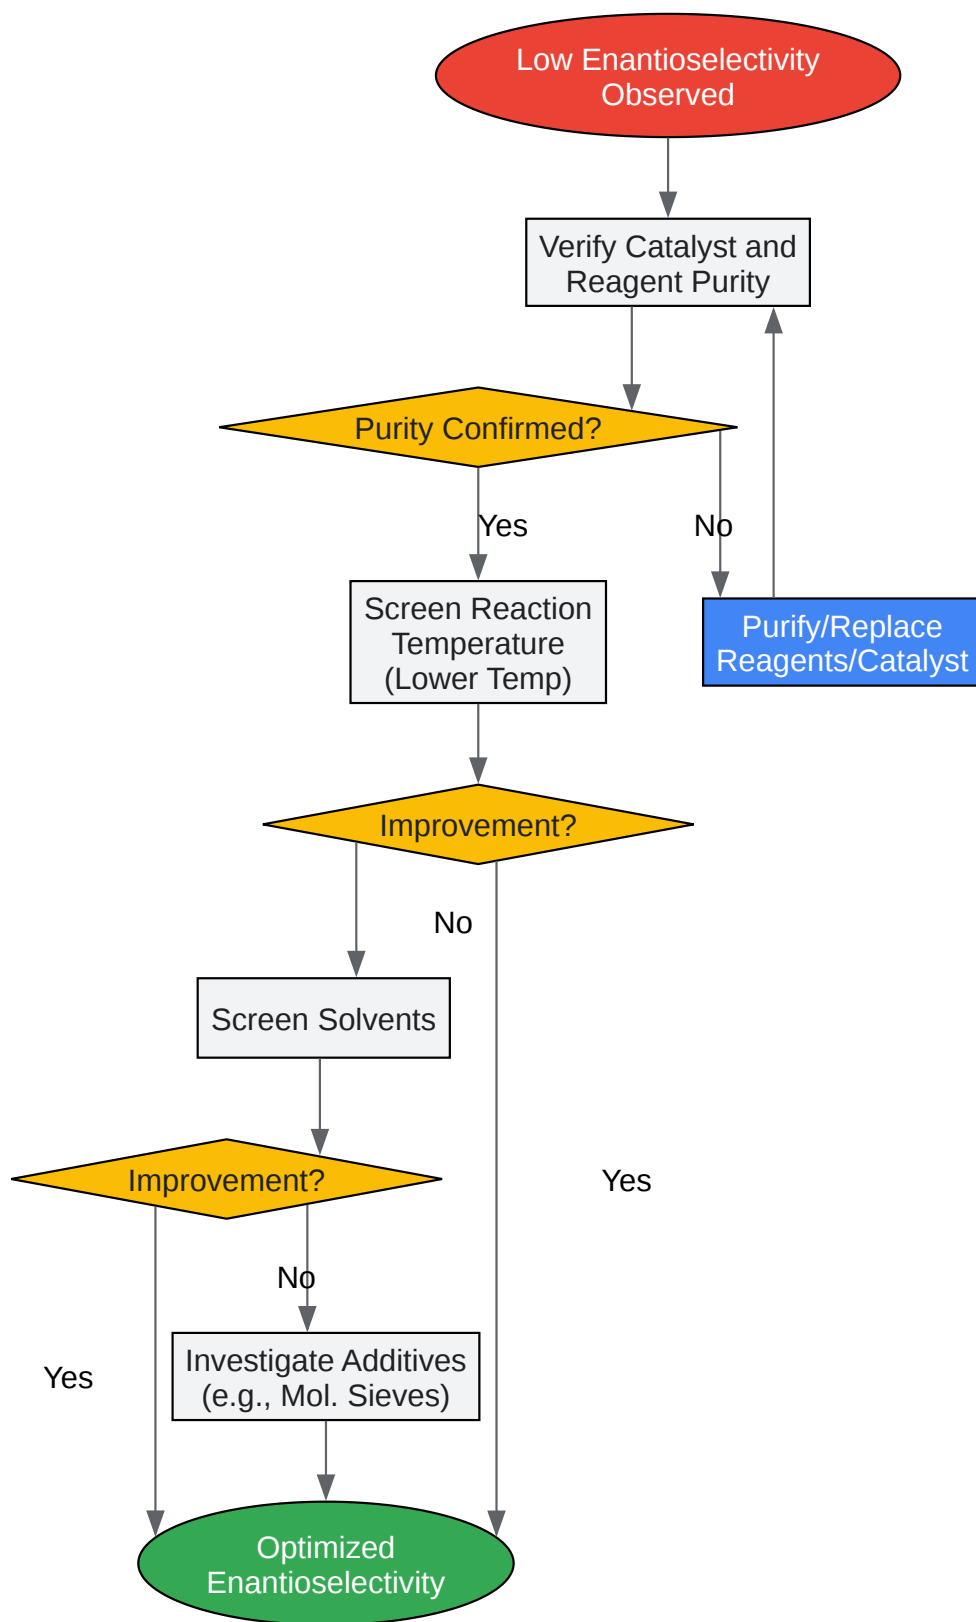 Low Enantioselectivity
Observed
Verify Catalyst and
Reagent Purity
Purity Confirmed?
Yes
No
Screen Reaction
Temperature
(Lower Temp)
Purify/Replace
Reagents/Catalyst
Improvement?
No
Screen Solvents
Improvement?
Yes
No
Investigate Additives
(e.g., Mol. Sieves)
Yes
Optimized
Enantioselectivity